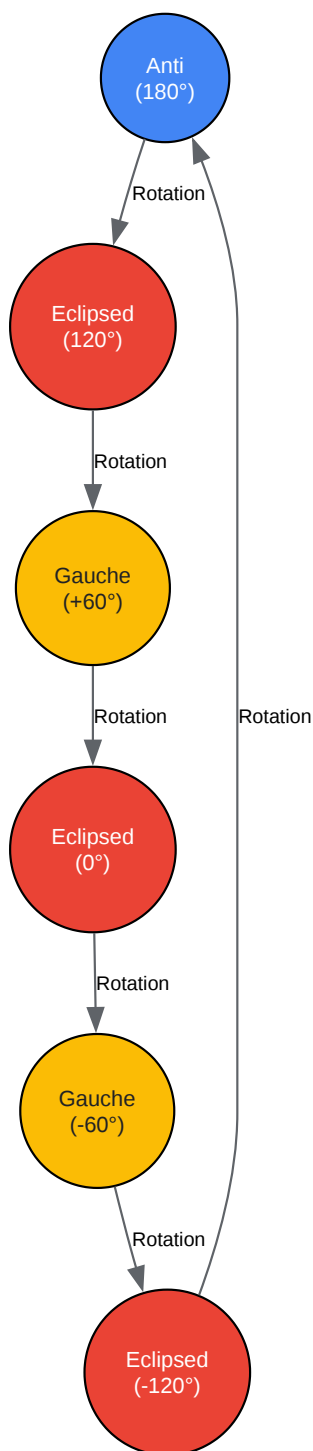 Anti
(180°)
Rotation
Eclipsed
(120°)
Rotation
Gauche
(+60°)
Rotation
Rotation
Eclipsed
(0°)
Rotation
Gauche
(-60°)
Rotation
Eclipsed
(-120°)